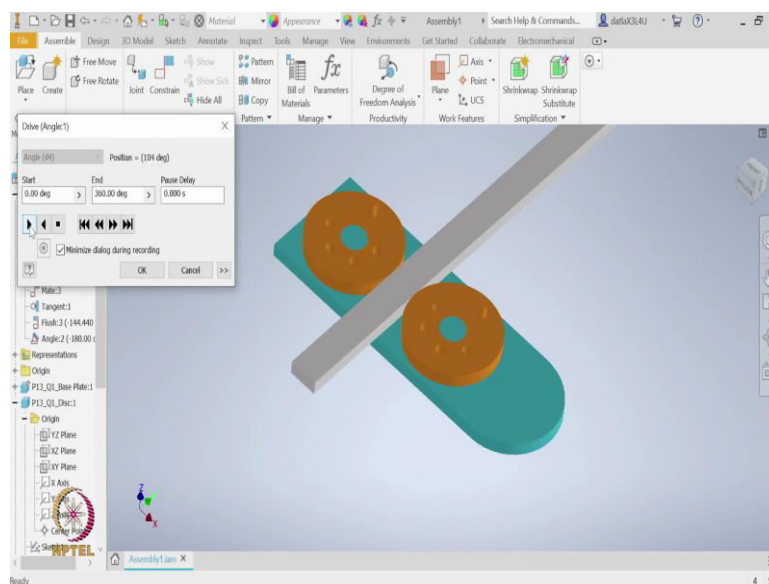 Material
Appearance
Assembly1
Search Help & Commands...
datlaX3L4U
File Assemble Design 3D Model Sketch Annotate Inspect Tools Manage View Environments Get Started Collaborate Electromechanical
Place Create
Free Move
Free Rotate
Joint Constrain
Show
Show Sick
Hide All
Pattern
Mirror
Copy
Bill of Materials
fx
Parameters
Degree of Freedom Analysis
Plane
Axis
Point
UCS
Shrinkwrap
Shrinkwrap Substitute
Pattern
Manage
Productivity
Work Features
Simplification
Drive (Angle:1)
Angle (d4)
Position = (104 deg)
Start End Pause Delay
0.00 deg > 360.00 deg > 0.000 s
Minimize dialog during recording
OK Cancel >>
Mate:3
Tangent:1
Flush:3 (-144.440
Angle:2 (-180.00
Representations
Origin
P13_Q1_Base Plate:1
P13_Q1_Disc:1
Origin
YZ Plane
XZ Plane
XY Plane
X Axis
NPTEL
Z
X
Assembly1.iam X
Ready
4